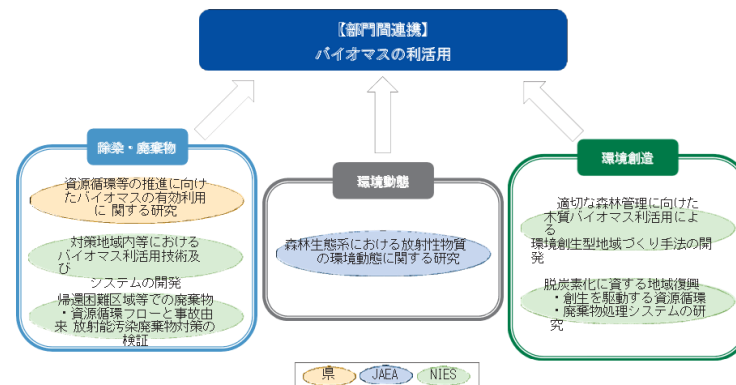 【部門間連携】
バイオマスの利活用
除染・廃棄物
資源循環等の推進に向け
たバイオマスの有効利用
に 関する研究
対策地域内等における
バイオマス利活用技術及
び
システムの開発
帰還困難区域等での廃棄物
・資源循環フローと事故由
来 放射能汚染廃棄物対策の
検証
環境動態
森林生態系における放射性物質
の環境動態に関する研究
環境創造
適切な森林管理に向けた
木質バイオマス利活用によ
る
環境創生型地域づくり手法の開
発
脱炭素化に資する地域復興
・創生を駆動する資源循環
・廃棄物処理システムの研
究
県
JAEA
NIES